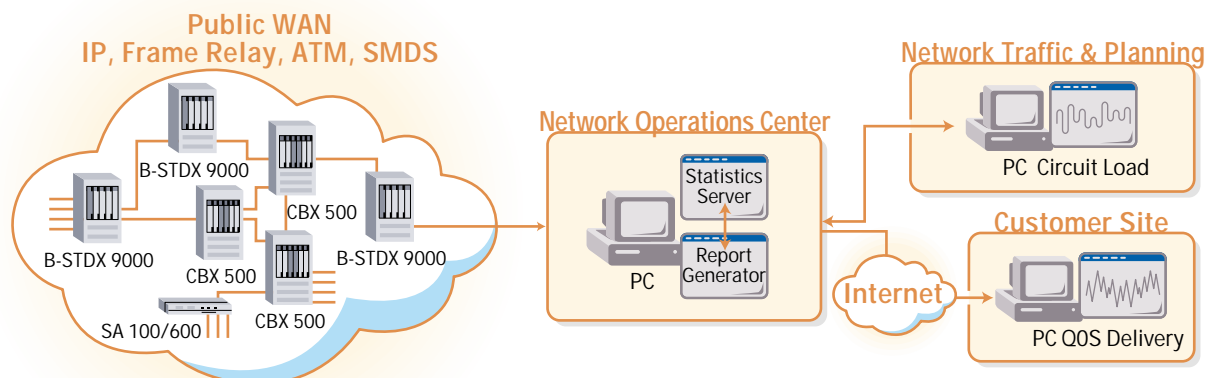 Public WAN
IP, Frame Relay, ATM, SMDS
B-STDX 9000
CBX 500
B-STDX 9000
CBX 500
B-STDX 9000
SA 100/600
CBX 500
Network Operations Center
Statistics
Server
Report
Generator
PC
Network Traffic & Planning
PC Circuit Load
Internet
Customer Site
PC QOS Delivery